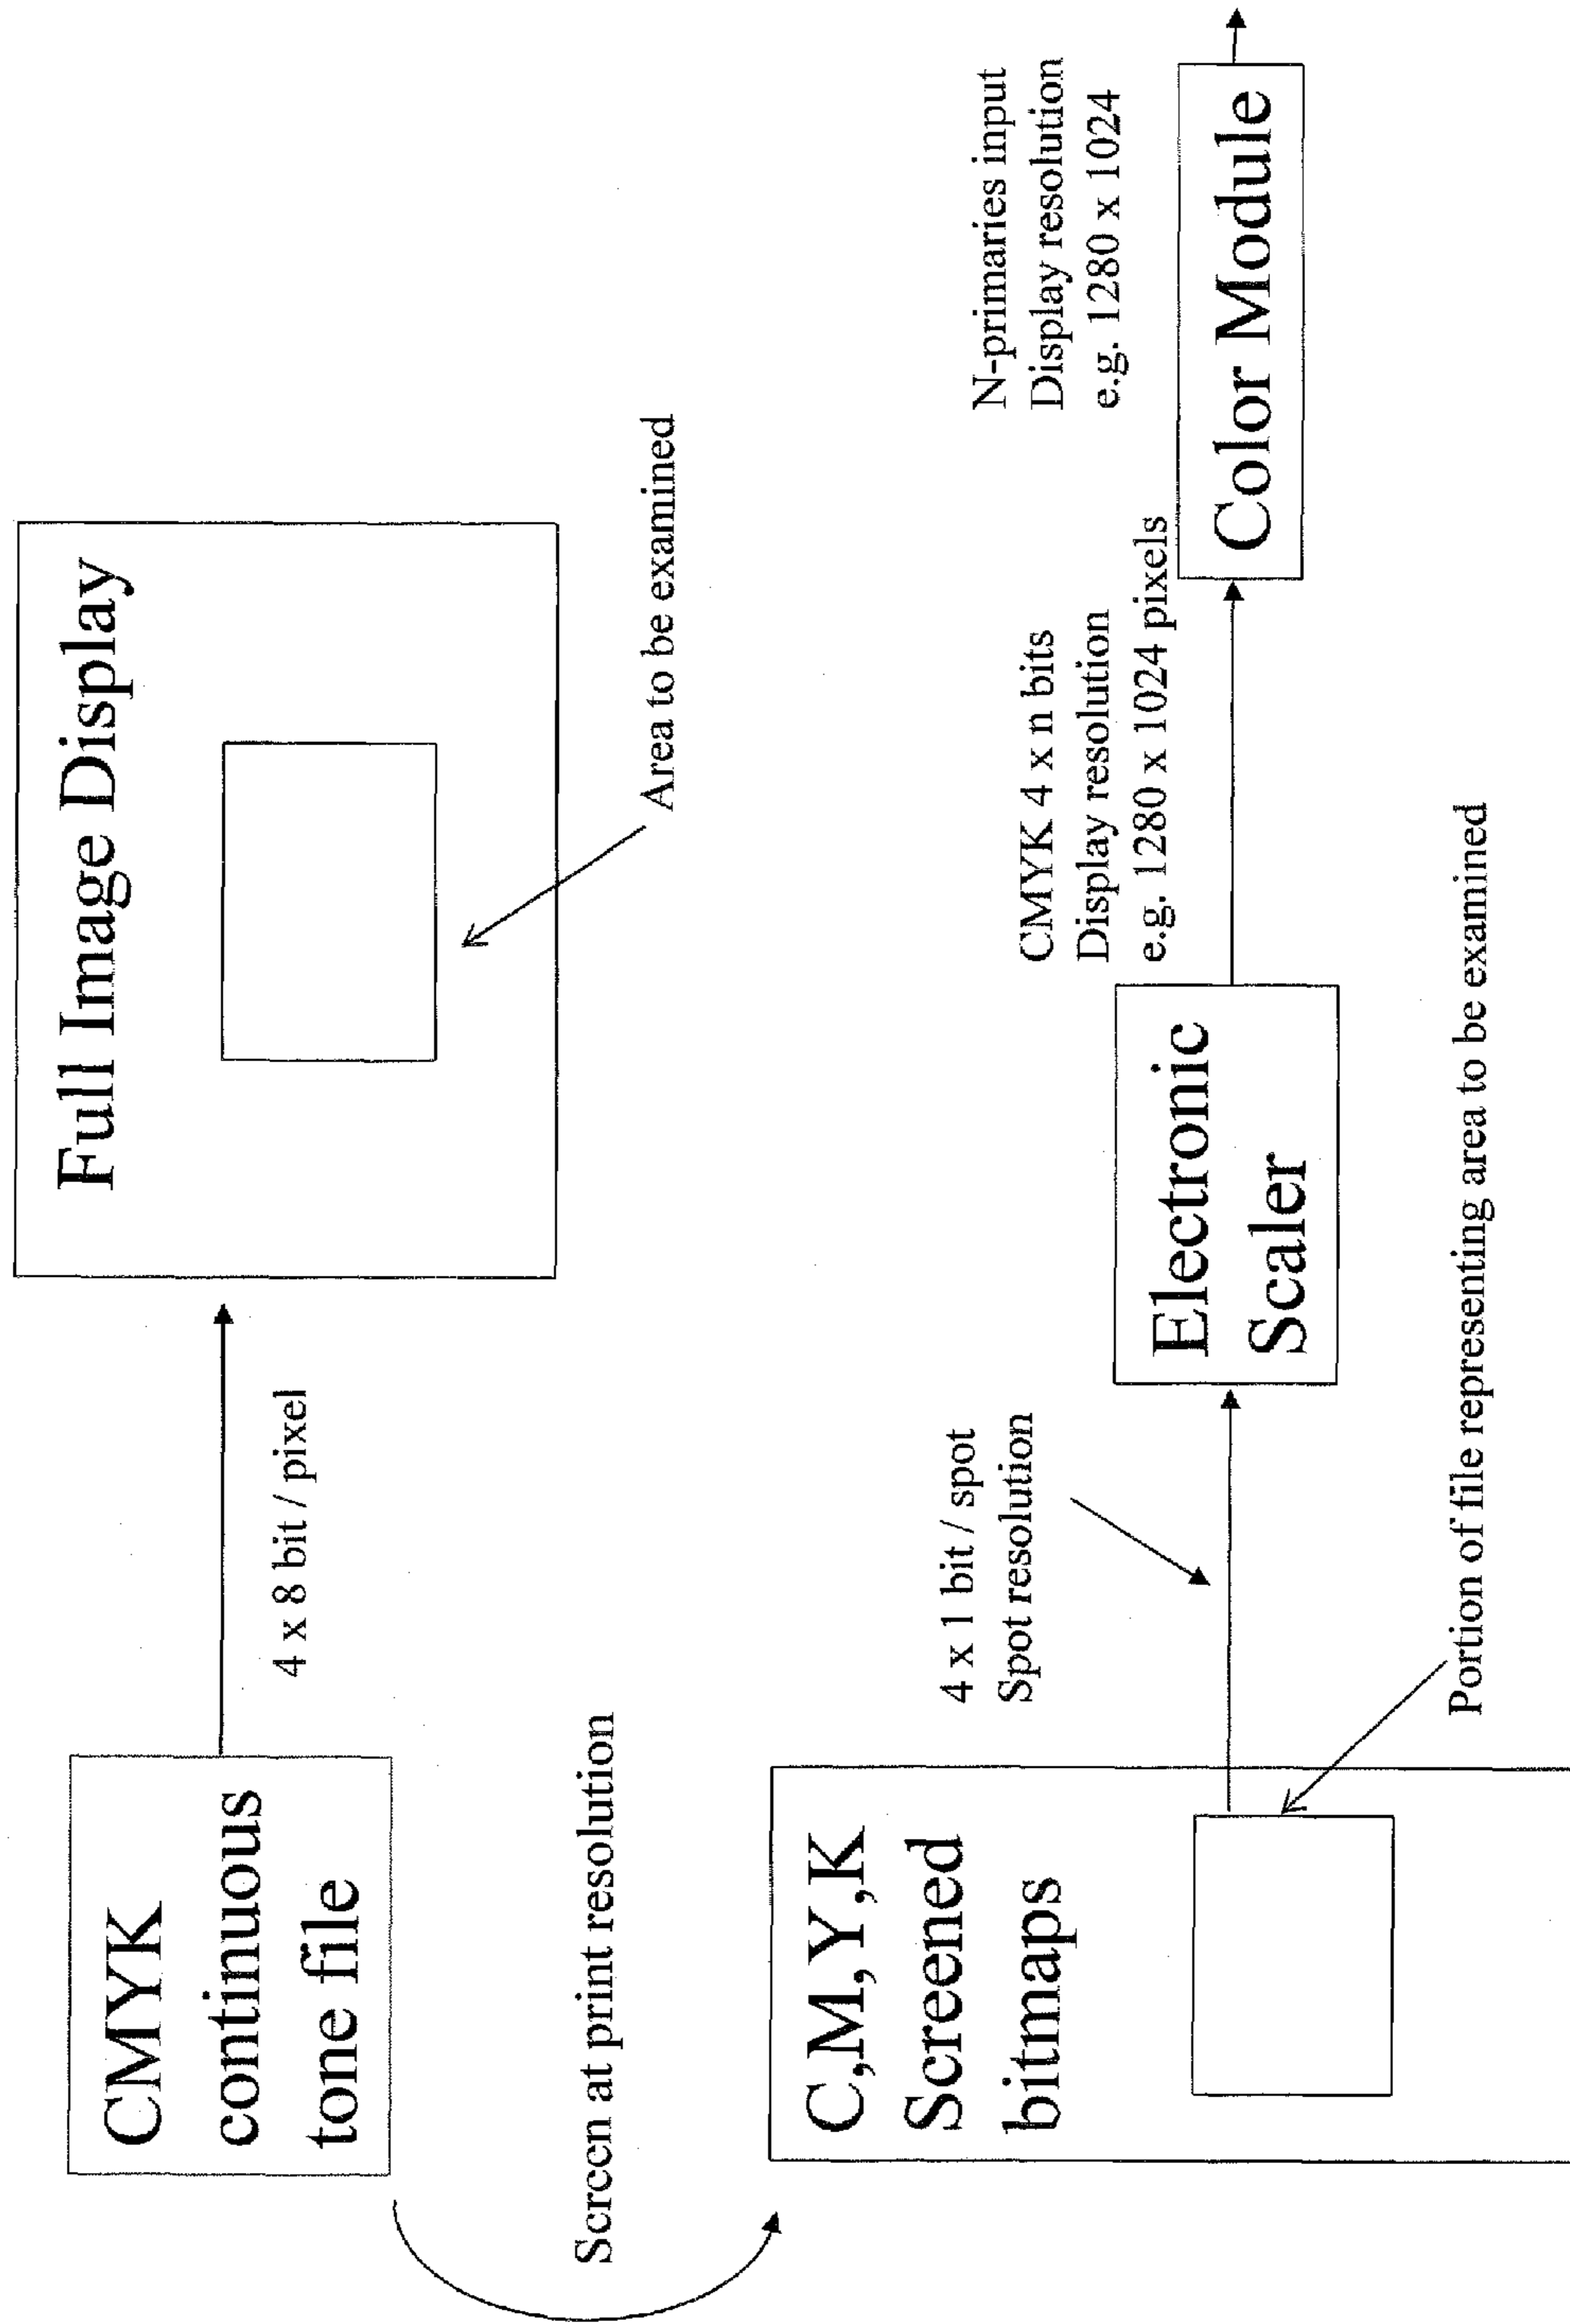 CMYK
continuous
tone file
4 x 8 bit / pixel
Full Image Display
Area to be examined
Screen at print resolution
C,M,Y,K
Screened
bitmaps
4 x 1 bit / spot
Spot resolution
Electronic
Scaler
CMYK 4 x n bits
Display resolution
e.g. 1280 x 1024 pixels
Color Module
N-primaries input
Display resolution
e.g. 1280 x 1024
Portion of file representing area to be examined